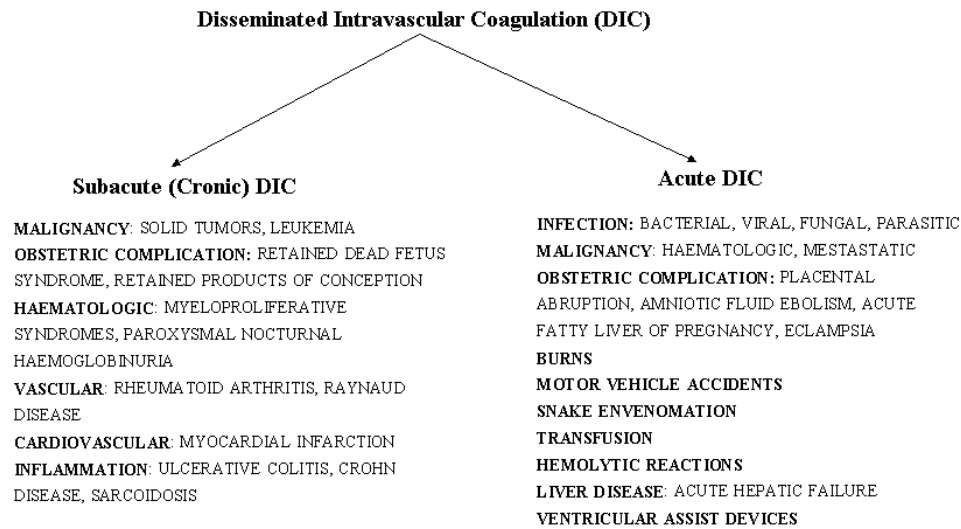 Disseminated Intravascular Coagulation (DIC)
Subacute (Cronic) DIC
MALIGNANCY: SOLID TUMORS, LEUKEMIA
OBSTETRIC COMPLICATION: RETAINED DEAD FETUS
SYNDROME, RETAINED PRODUCTS OF CONCEPTION
HAEMATOLOGIC: MYELOPROLIFERATIVE
SYNDROMES, PAROXYSMAL NOCTURNAL
HAEMOGLOBINURIA
VASCULAR: RHEUMATOID ARTHRITIS, RAYNAUD
DISEASE
CARDIOVASCULAR: MYOCARDIAL INFARCTION
INFLAMMATION: ULCERATIVE COLITIS, CROHN
DISEASE, SARCOIDOSIS
Acute DIC
INFECTION: BACTERIAL, VIRAL, FUNGAL, PARASITIC
MALIGNANCY: HAEMATOLOGIC, MESTASTATIC
OBSTETRIC COMPLICATION: PLACENTAL
ABRUPTION, AMNIOTIC FLUID EBOLISM, ACUTE
FATTY LIVER OF PREGNANCY, ECLAMPSIA
BURNS
MOTOR VEHICLE ACCIDENTS
SNAKE ENVENOMATION
TRANSFUSION
HEMOLYTIC REACTIONS
LIVER DISEASE: ACUTE HEPATIC FAILURE
VENTRICULAR ASSIST DEVICES